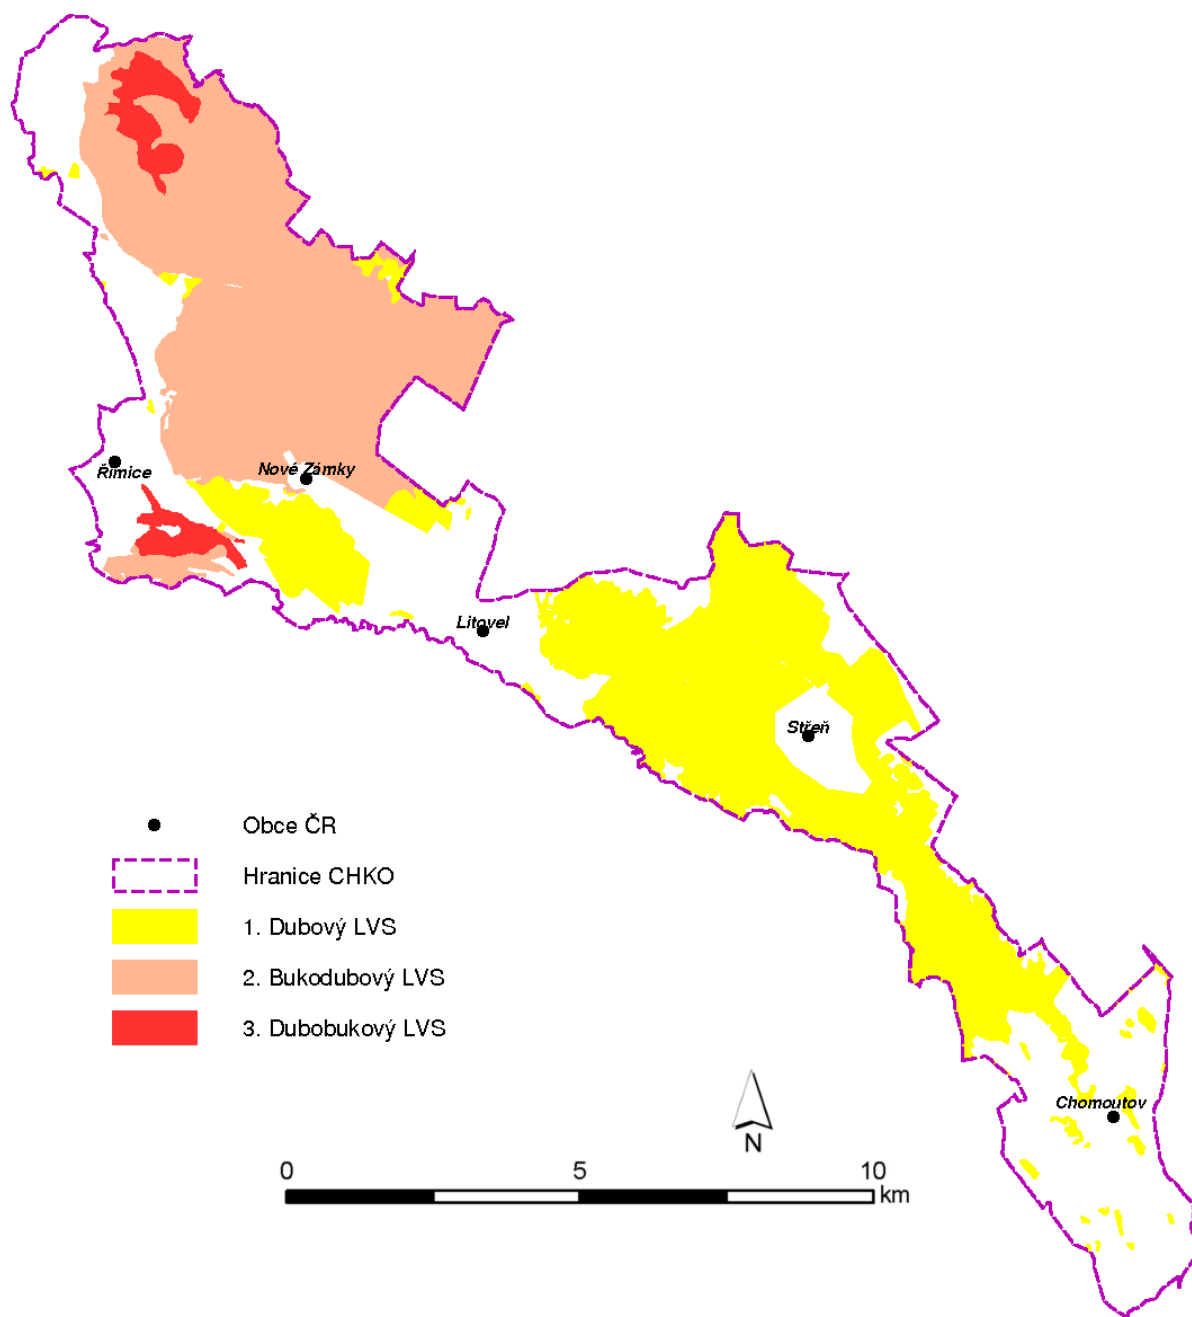 Řimice
Nové Zámky
Litovel
Střeň
Obce ČR
Hranice CHKO
1. Dubový LVS
2. Bukodubový LVS
3. Dubobukový LVS
Chomoutov
N
0 5 10
km